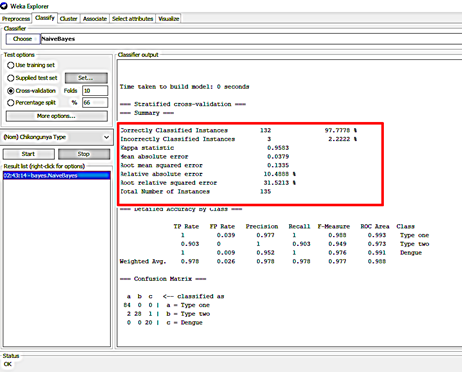 Weka Explorer
Preprocess Classify Cluster Associate Select attributes Visualize
Classifier
Choose NaiveBayes
Test options
Use training set
Supplied test set Set...
Cross-validation Folds 10
Percentage split % 66
More options...
(Nom) Chikongunya Type
Start Stop
Result list (right-click for options)
02:43:14 - bayes.NaiveBayes
Classifier output
Time taken to build model: 0 seconds
=== Stratified cross-validation ===
=== Summary ===
Correctly Classified Instances 132 97.7778 %
Incorrectly Classified Instances 3 2.2222 %
Kappa statistic 0.9583
Mean absolute error 0.0379
Root mean squared error 0.1335
Relative absolute error 10.4888 %
Root relative squared error 31.5213 %
Total Number of Instances 135
=== Detailed Accuracy By Class ===
TP Rate FP Rate Precision Recall F-Measure ROC Area Class
1 0.039 0.977 1 0.988 0.993 Type one
0.903 0 1 0.903 0.949 0.973 Type two
1 0.009 0.952 1 0.976 0.991 Dengue
Weighted Avg. 0.978 0.026 0.978 0.978 0.977 0.988
=== Confusion Matrix ===
a b c <-- classified as
84 0 0 | a = Type one
2 28 1 | b = Type two
0 0 20 | c = Dengue
Status
OK